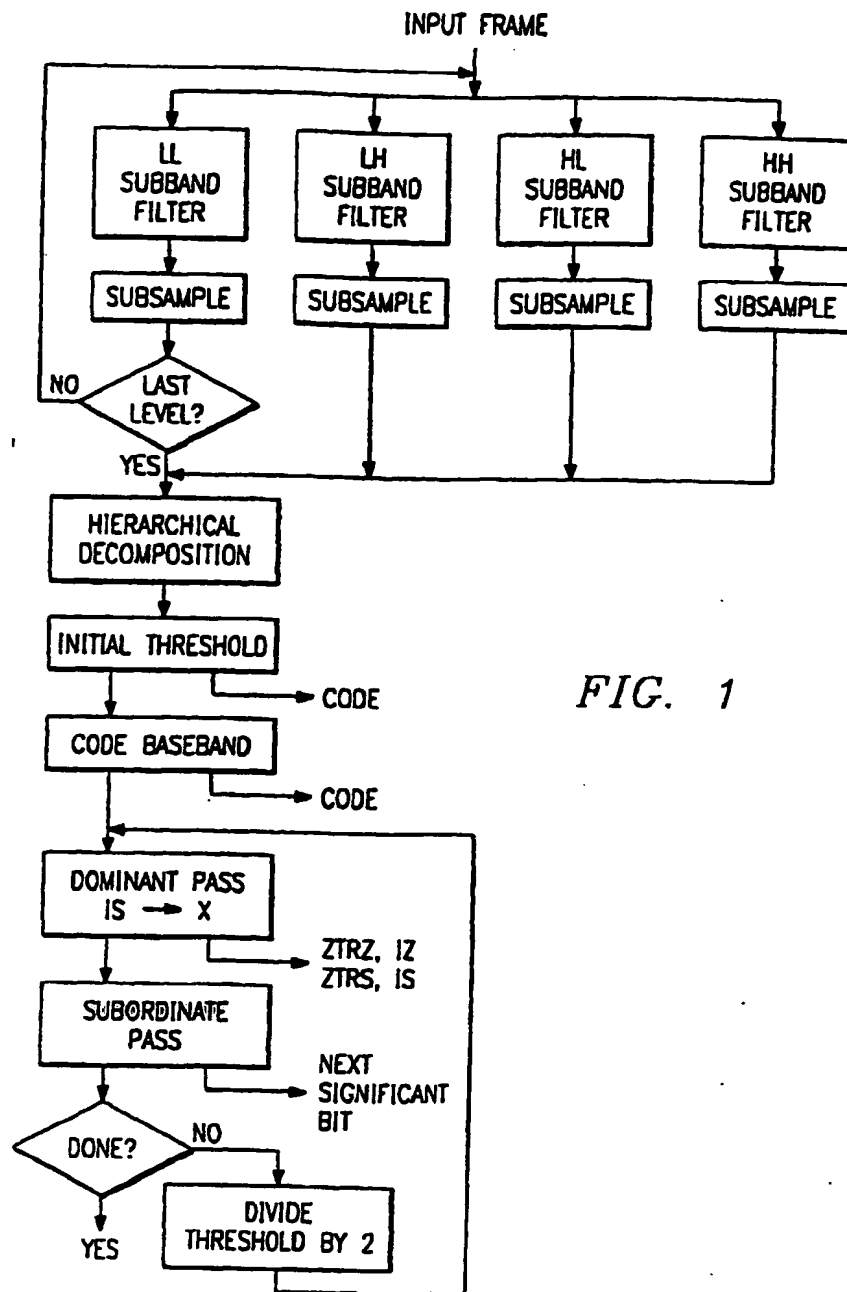 INPUT FRAME
LL
SUBBAND
FILTER
LH
SUBBAND
FILTER
HL
SUBBAND
FILTER
HH
SUBBAND
FILTER
SUBSAMPLE
SUBSAMPLE
SUBSAMPLE
SUBSAMPLE
NO
LAST
LEVEL?
YES
HIERARCHICAL
DECOMPOSITION
INITIAL THRESHOLD
CODE
FIG. 1
CODE BASEBAND
CODE
DOMINANT PASS
IS → X
ZTRZ, IZ
ZTRS, IS
SUBORDINATE
PASS
NEXT
SIGNIFICANT
BIT
DONE?
NO
YES
DIVIDE
THRESHOLD BY 2